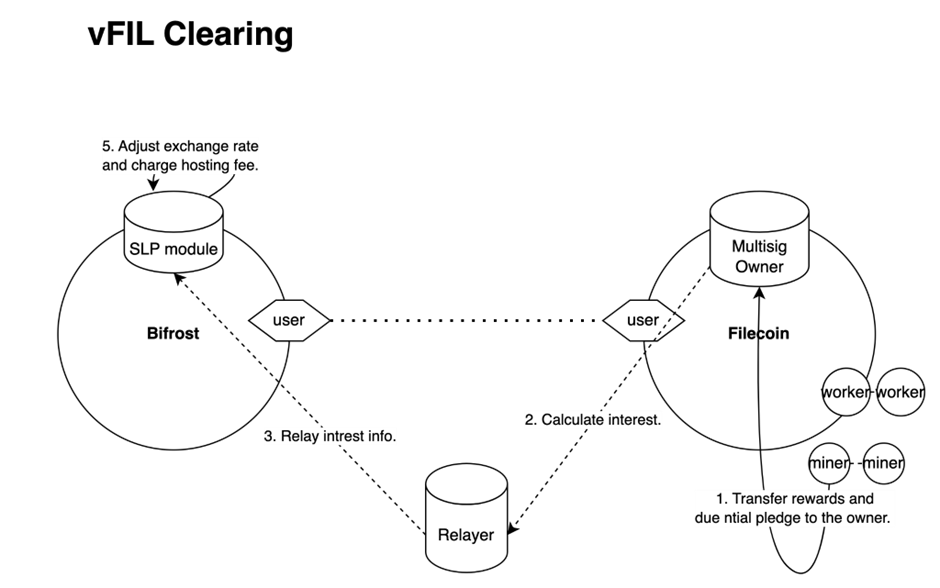 vFIL Clearing
5. Adjust exchange rate
and charge hosting fee.
SLP module
Multisig
Owner
user
user
Bifrost
Filecoin
worker
worker
2. Calculate interest.
3. Relay intrest info.
miner
miner
1. Transfer rewards and
due ntial pledge to the owner.
Relayer